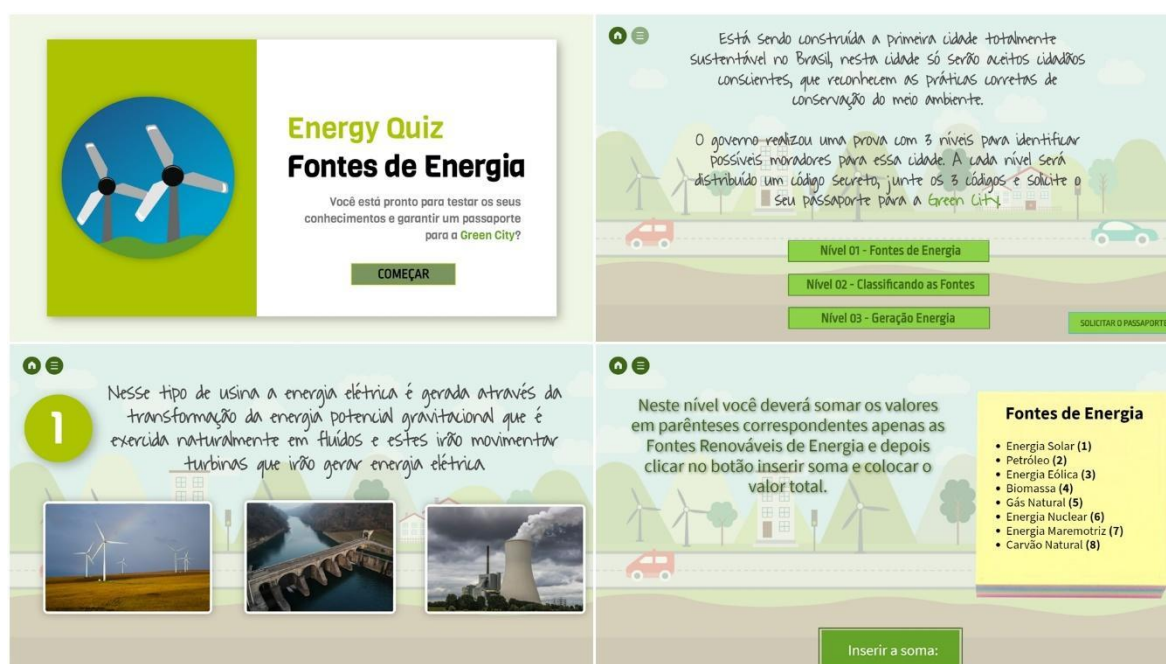 Energy Quiz
Fontes de Energia
Você está pronto para testar os seus
conhecimentos e garantir um passaporte
para a Green City?
COMEÇAR
Está sendo construída a primeira cidade totalmente
sustentável no Brasil, nesta cidade só serão aceitos cidadãos
conscientes, que reconhecem as práticas corretas de
conservação do meio ambiente.
O governo realizou uma prova com 3 níveis para identificar
possíveis moradores para essa cidade. A cada nível será
distribuído um código secreto, junte os 3 códigos e solicite o
seu passaporte para a Green City.
Nível 01 - Fontes de Energia
Nível 02 - Classificando as Fontes
Nível 03 - Geração Energia
SOLICITAR O PASSAPORTE
1
Nesse tipo de usina a energia elétrica é gerada através da
transformação da energia potencial gravitacional que é
exercida naturalmente em fluídos e estes irão movimentar
turbinas que irão gerar energia elétrica
Neste nível você deverá somar os valores
em parênteses correspondentes apenas as
Fontes Renováveis de Energia e depois
clicar no botão inserir soma e colocar o
valor total.
Fontes de Energia
• Energia Solar (1)
• Petróleo (2)
• Energia Eólica (3)
• Biomassa (4)
• Gás Natural (5)
• Energia Nuclear (6)
• Energia Maremotriz (7)
• Carvão Natural (8)
Inserir a soma: